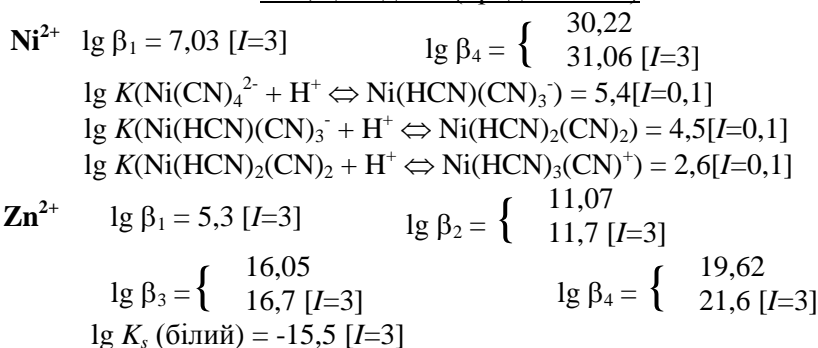 Ni²⁺ lg β₁ = 7,03 [I=3] lg β₄ = { 30,22
31,06 [I=3]
lg K(Ni(CN)₄²⁻ + H⁺ ⇔ Ni(HCN)(CN)₃⁻) = 5,4[I=0,1]
lg K(Ni(HCN)(CN)₃⁻ + H⁺ ⇔ Ni(HCN)₂(CN)₂) = 4,5[I=0,1]
lg K(Ni(HCN)₂(CN)₂ + H⁺ ⇔ Ni(HCN)₃(CN)⁺) = 2,6[I=0,1]
Zn²⁺ lg β₁ = 5,3 [I=3] lg β₂ = { 11,07
11,7 [I=3]
lg β₃ = { 16,05
16,7 [I=3]
lg β₄ = { 19,62
21,6 [I=3]
lg Kₛ (білий) = -15,5 [I=3]